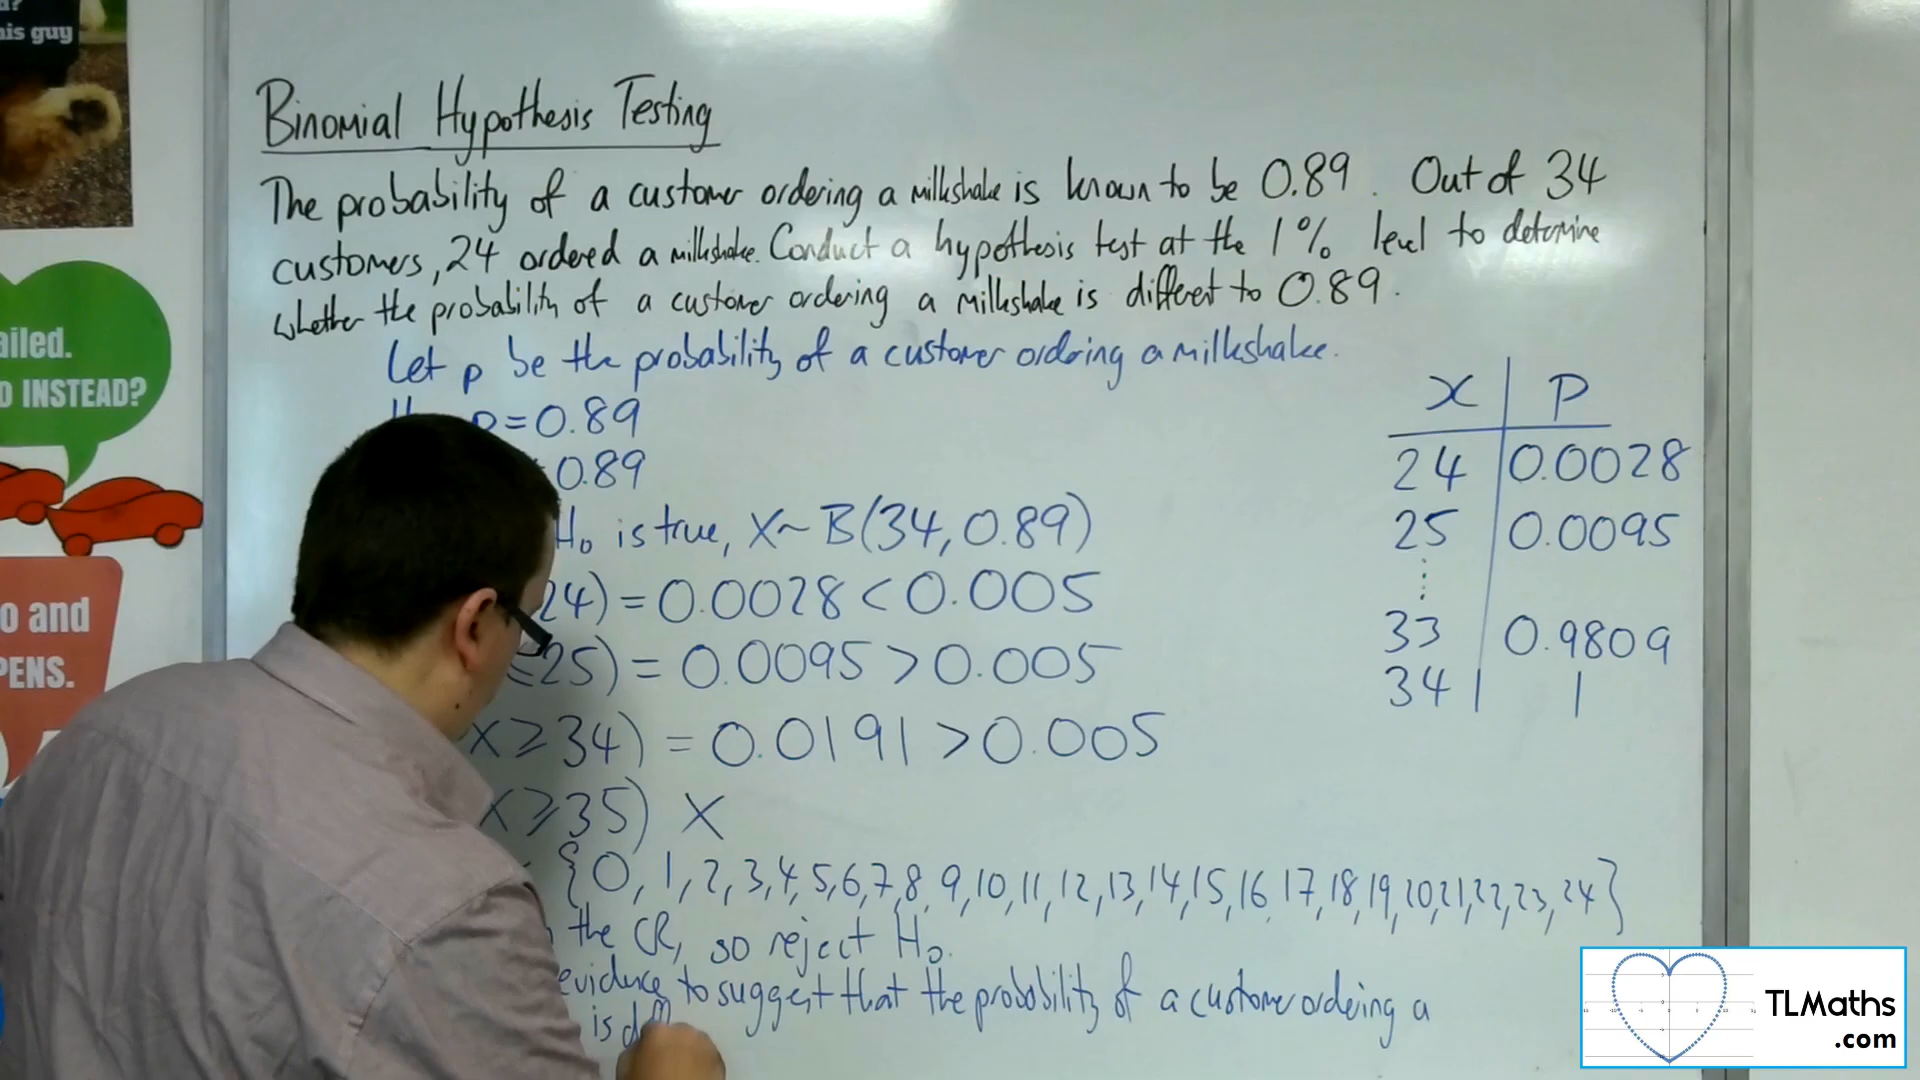 his guy
ailed.
O INSTEAD?
o and
PENS.
Binomial Hypothesis Testing
The probability of a customer ordering a milkshake is known to be 0.89. Out of 34
customers, 24 ordered a milkshake. Conduct a hypothesis test at the 1% level to determine
whether the probability of a customer ordering a milkshake is different to 0.89.
Let p be the probability of a customer ordering a milkshake.
p = 0.89
0.89
H₀ is true, X~B(34, 0.89)
24) = 0.0028 < 0.005
≤25) = 0.0095 > 0.005
X ≥ 34) = 0.0191 > 0.005
X ≥ 35) X
{0, 1, 2, 3, 4, 5, 6, 7, 8, 9, 10, 11, 12, 13, 14, 15, 16, 17, 18, 19, 20, 21, 22, 23, 24}
the CR, so reject H₀.
evidence to suggest that the probability of a customer ordering a
is diff
x P
24 0.0028
25 0.0095
⋮
33 0.9809
34 1
TLMaths
.com